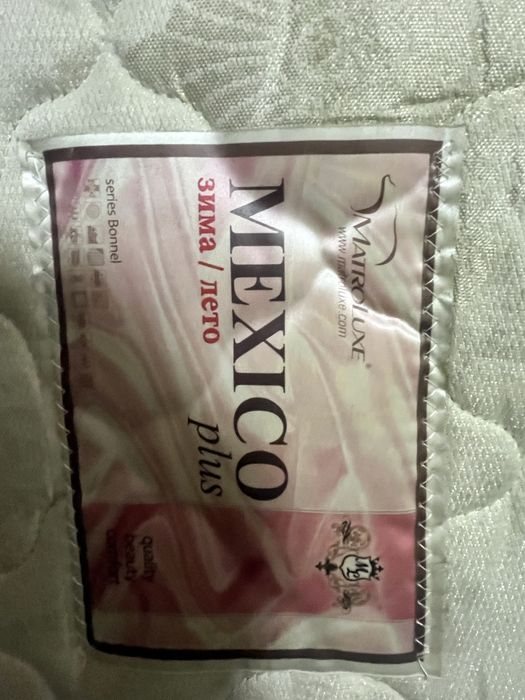 MATROLUXE®
www.matroluxe.com
MEXICO
plus
зима / лето
series Bonnel
quality
beauty
comfort